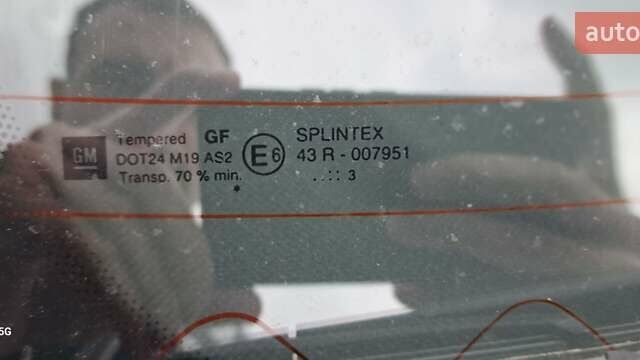 auto
GM
Tempered GF
DOT24 M19 AS2
Transp. 70 % min.
E6
SPLINTEX
43 R - 007951
. .: : 3
5G